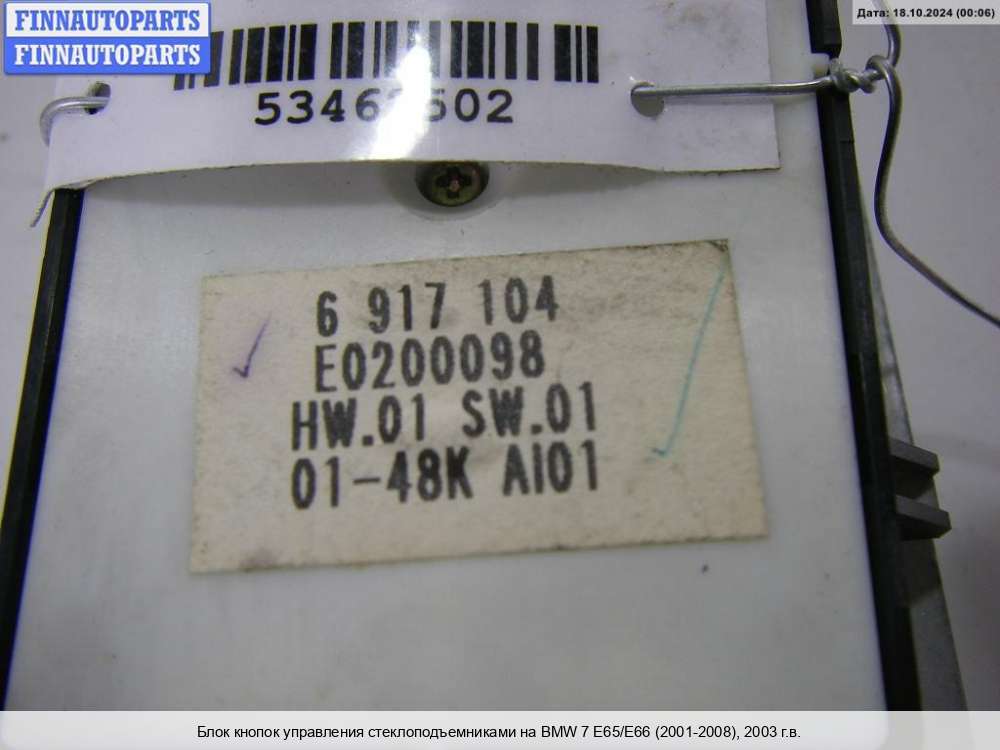 FINNAUTOPARTS
FINNAUTOPARTS
Дата: 18.10.2024 (00:06)
6 917 104
E0200098
HW.01 SW.01
01-48K AI01
Блок кнопок управления стеклоподъемниками на BMW 7 E65/E66 (2001-2008), 2003 г.в.